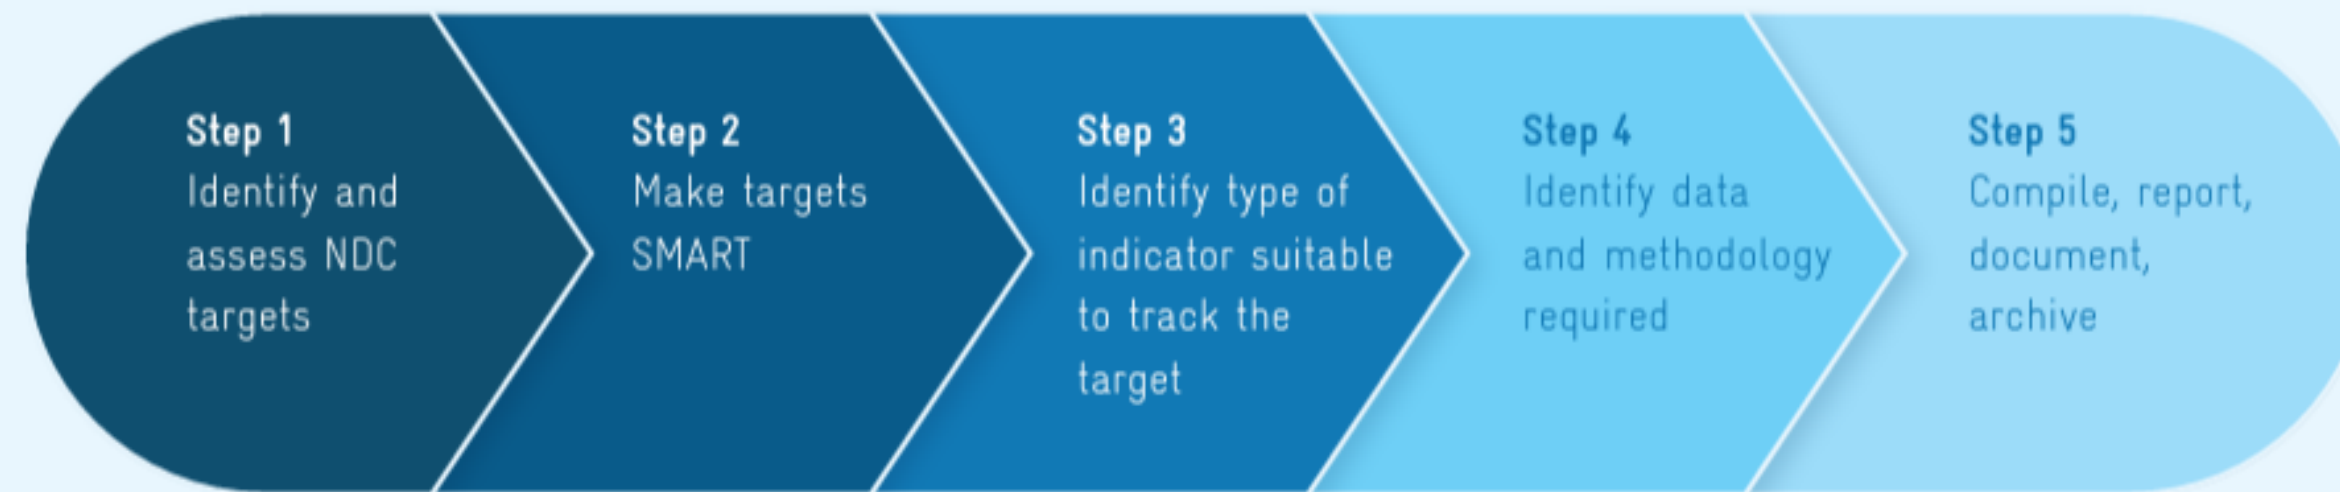 Step 1
Identify and
assess NDC
targets
Step 2
Make targets
SMART
Step 3
Identify type of
indicator suitable
to track the
target
Step 4
Identify data
and methodology
required
Step 5
Compile, report,
document,
archive